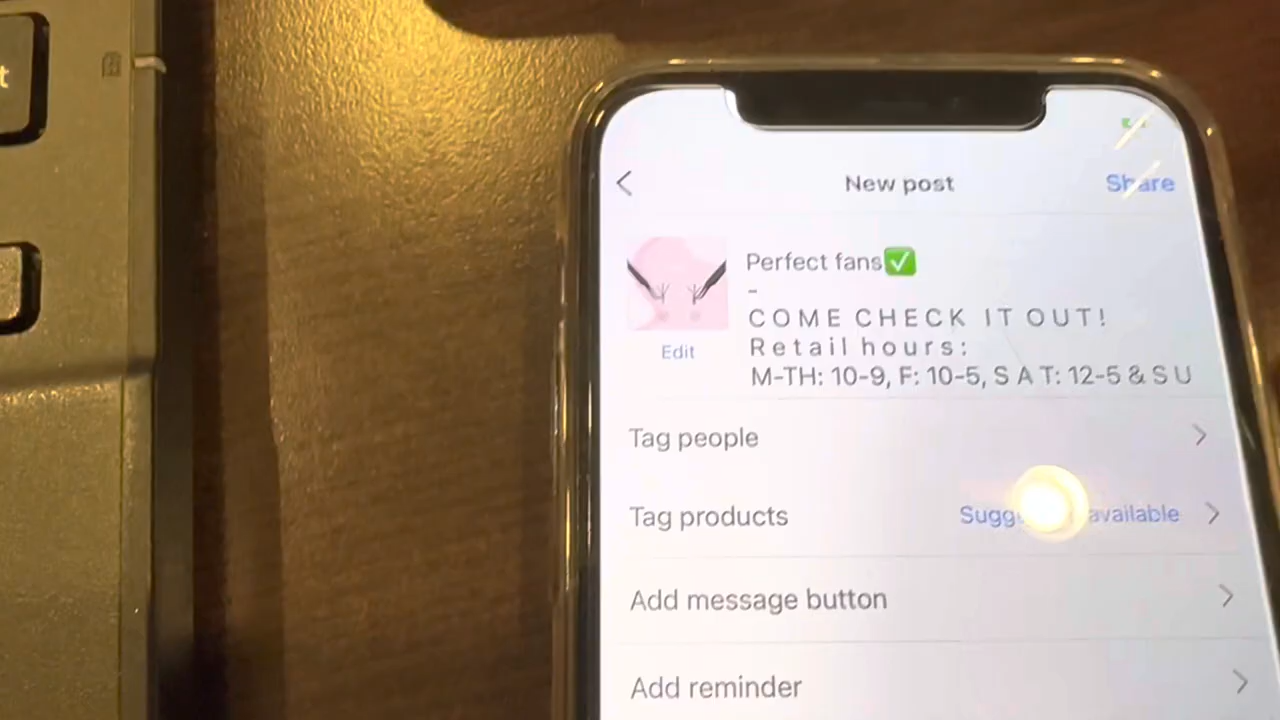 t
New post
Share
Perfect fans✅
-
COME CHECK IT OUT!
Edit
Retail hours:
M-TH: 10-9, F: 10-5, SAT: 12-5 & SU
Tag people
Tag products
available
Add message button
Add reminder